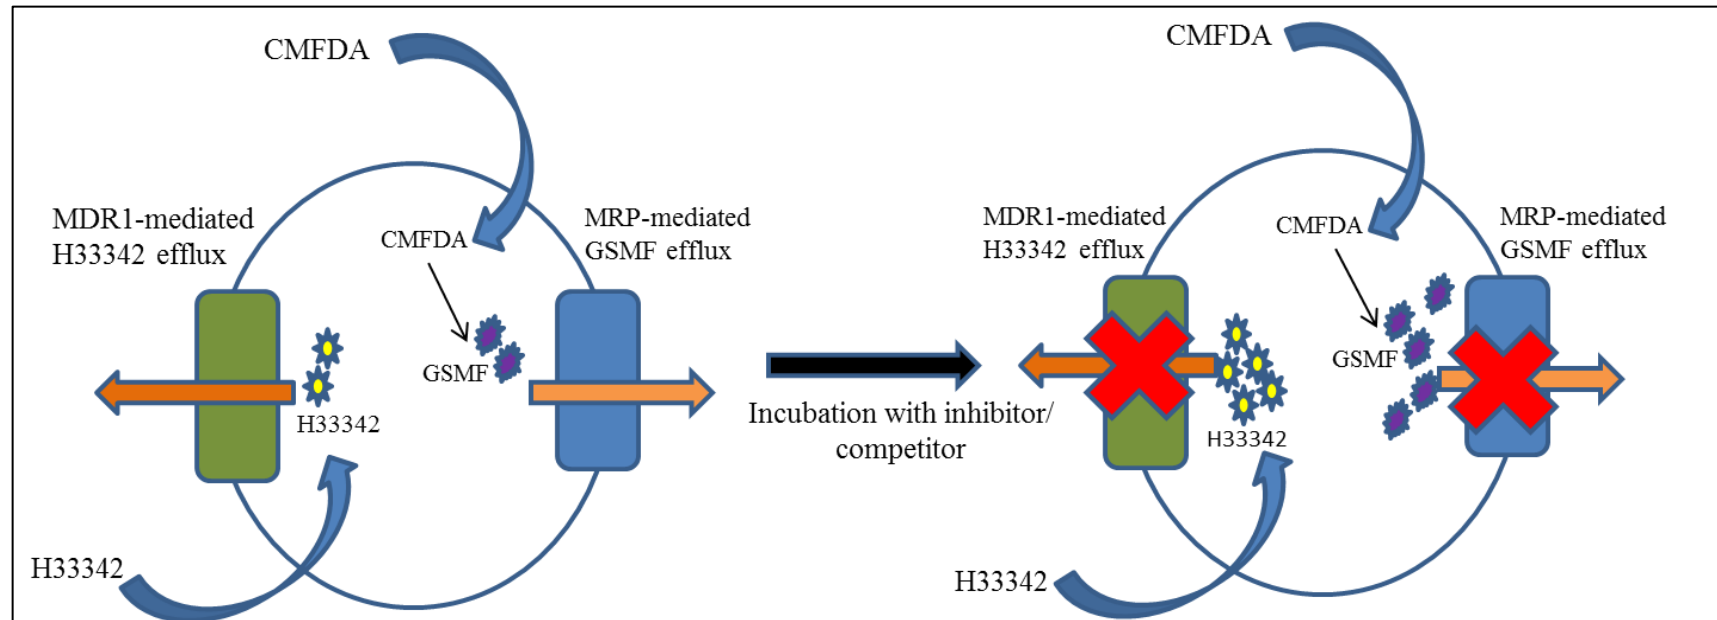 CMFDA
MDR1-mediated
H33342 efflux
CMFDA
MRP-mediated
GSMF efflux
GSMF
H33342
H33342
Incubation with inhibitor/
competitor
CMFDA
MDR1-mediated
H33342 efflux
CMFDA
MRP-mediated
GSMF efflux
GSMF
H33342
H33342